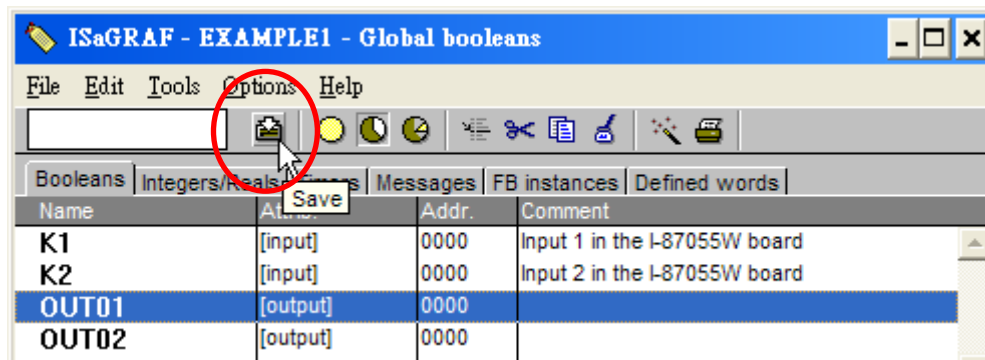 ISaGRAF - EXAMPLE1 - Global booleans
File Edit Tools Options Help
Booleans Integers/Reals Timers Messages FB instances Defined words
Save
Name Attrib. Addr. Comment
K1 [input] 0000 Input 1 in the I-87055W board
K2 [input] 0000 Input 2 in the I-87055W board
OUT01 [output] 0000
OUT02 [output] 0000